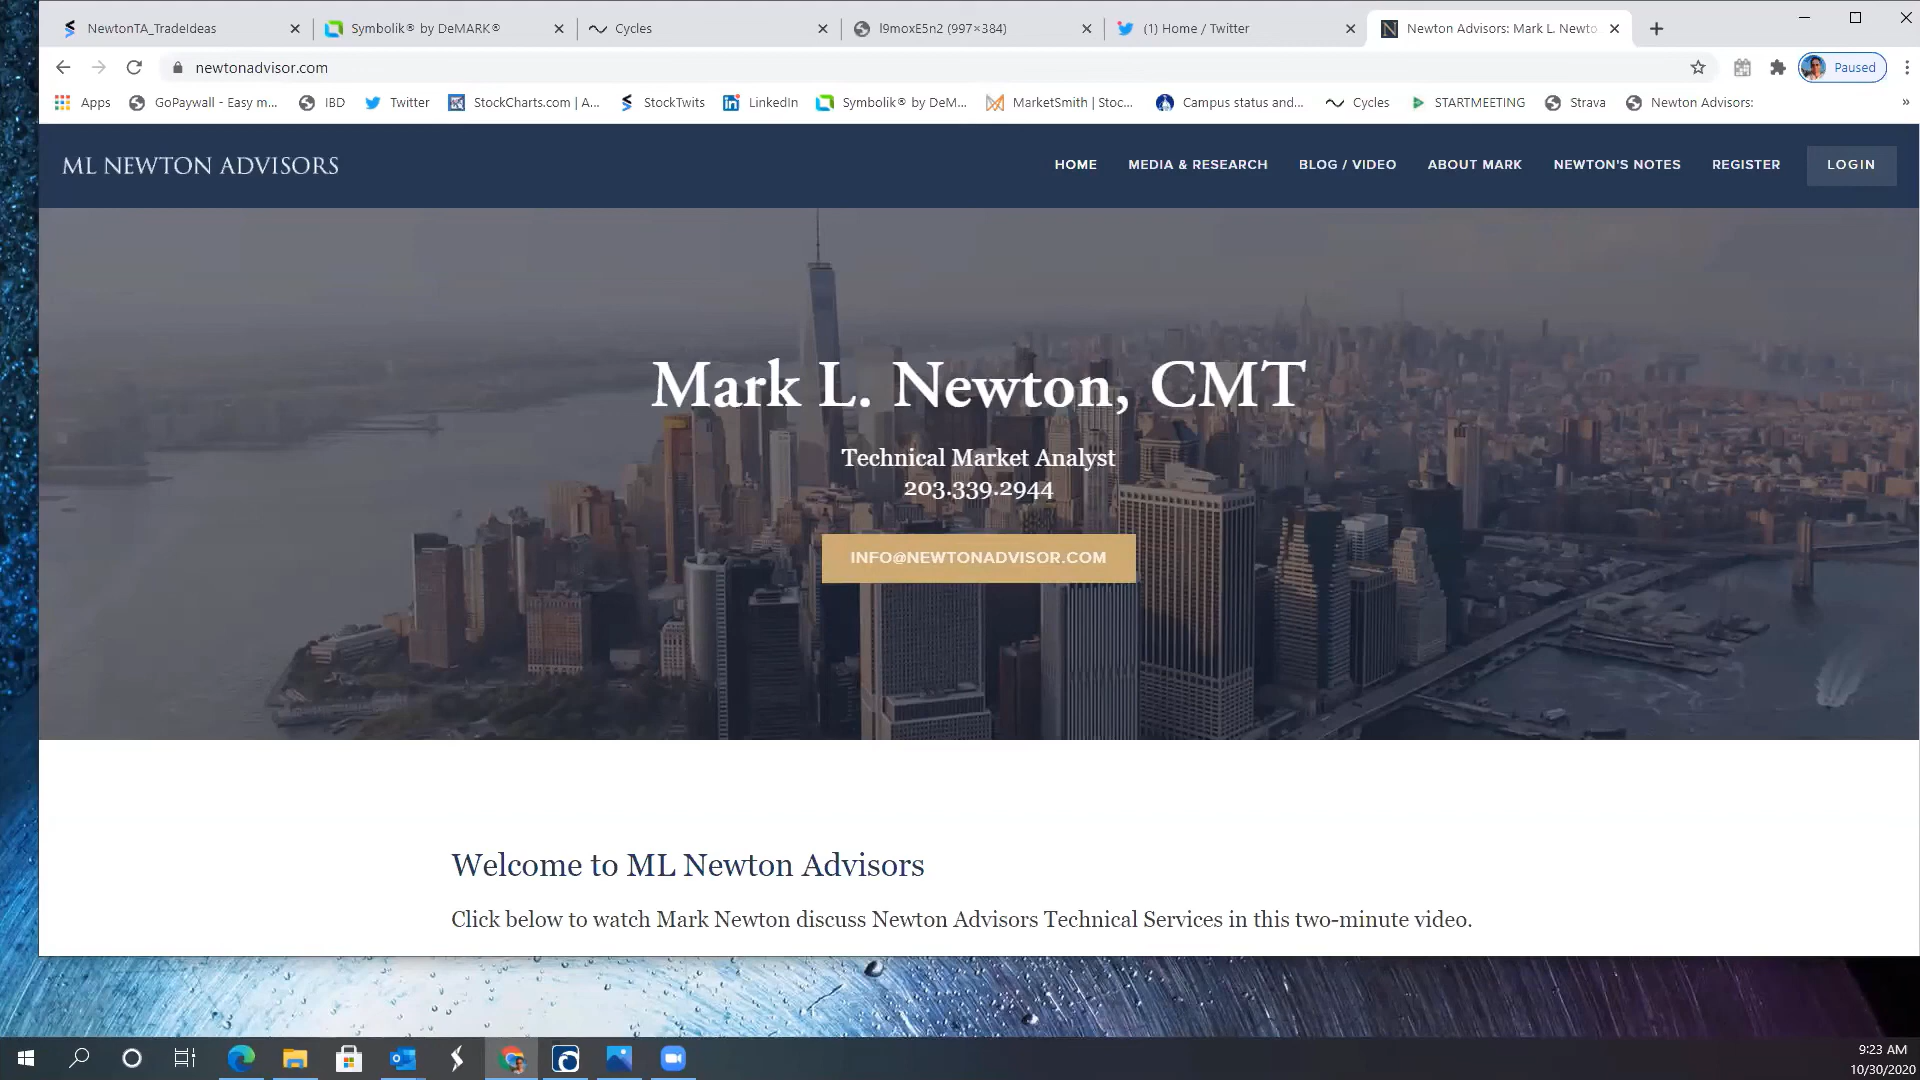 NewtonTA_TradeIdeas
Symbolik® by DeMARK®
Cycles
l9moxE5n2 (997×384)
(1) Home / Twitter
Newton Advisors: Mark L. Newto
newtonadvisor.com
Paused
Apps
GoPaywall - Easy m...
IBD
Twitter
StockCharts.com | A...
StockTwits
LinkedIn
Symbolik® by DeM...
MarketSmith | Stoc...
Campus status and...
Cycles
STARTMEETING
Strava
Newton Advisors:
ML NEWTON ADVISORS
HOME
MEDIA & RESEARCH
BLOG / VIDEO
ABOUT MARK
NEWTON'S NOTES
REGISTER
LOGIN
Mark L. Newton, CMT
Technical Market Analyst
203.339.2944
INFO@NEWTONADVISOR.COM
Welcome to ML Newton Advisors
Click below to watch Mark Newton discuss Newton Advisors Technical Services in this two-minute video.
9:23 AM
10/30/2020